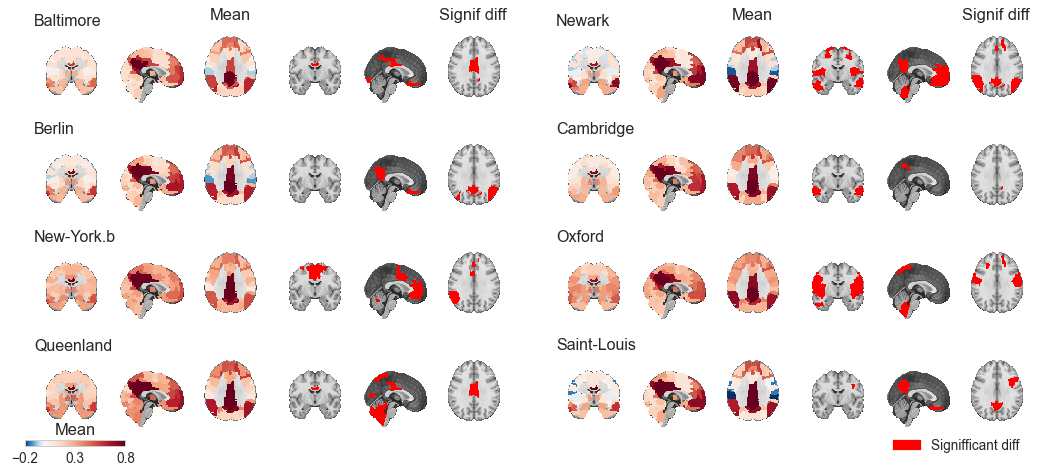 Mean Signif diff Mean Signif diff
Baltimore Newark
Berlin Cambridge
New-York.b Oxford
Queenland Saint-Louis
Mean
−0.2 0.3 0.8
Signifficant diff